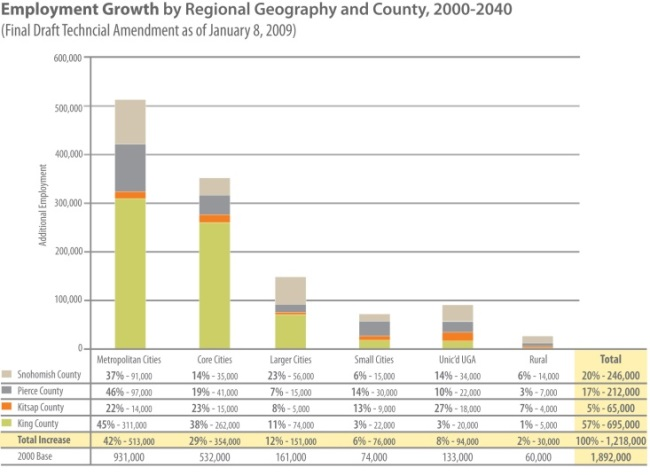 Employment Growth by Regional Geography and County, 2000-2040
(Final Draft Techncial Amendment as of January 8, 2009)
600,000
500,000
400,000
300,000
200,000
100,000
0
Additional Employment
Metropolitan Cities Core Cities Larger Cities Small Cities Unic'd UGA Rural Total
Snohomish County 37% - 91,000 14% - 35,000 23% - 56,000 6% - 15,000 14% - 34,000 6% - 14,000 20% - 246,000
Pierce County 46% - 97,000 19% - 41,000 7% - 15,000 14% - 30,000 10% - 22,000 3% - 7,000 17% - 212,000
Kitsap County 22% - 14,000 23% - 15,000 8% - 5,000 13% - 9,000 27% - 18,000 7% - 4,000 5% - 65,000
King County 45% - 311,000 38% - 262,000 11% - 74,000 3% - 22,000 3% - 20,000 1% - 5,000 57% - 695,000
Total Increase 42% - 513,000 29% - 354,000 12% - 151,000 6% - 76,000 8% - 94,000 2% - 30,000 100% - 1,218,000
2000 Base 931,000 532,000 161,000 74,000 133,000 60,000 1,892,000